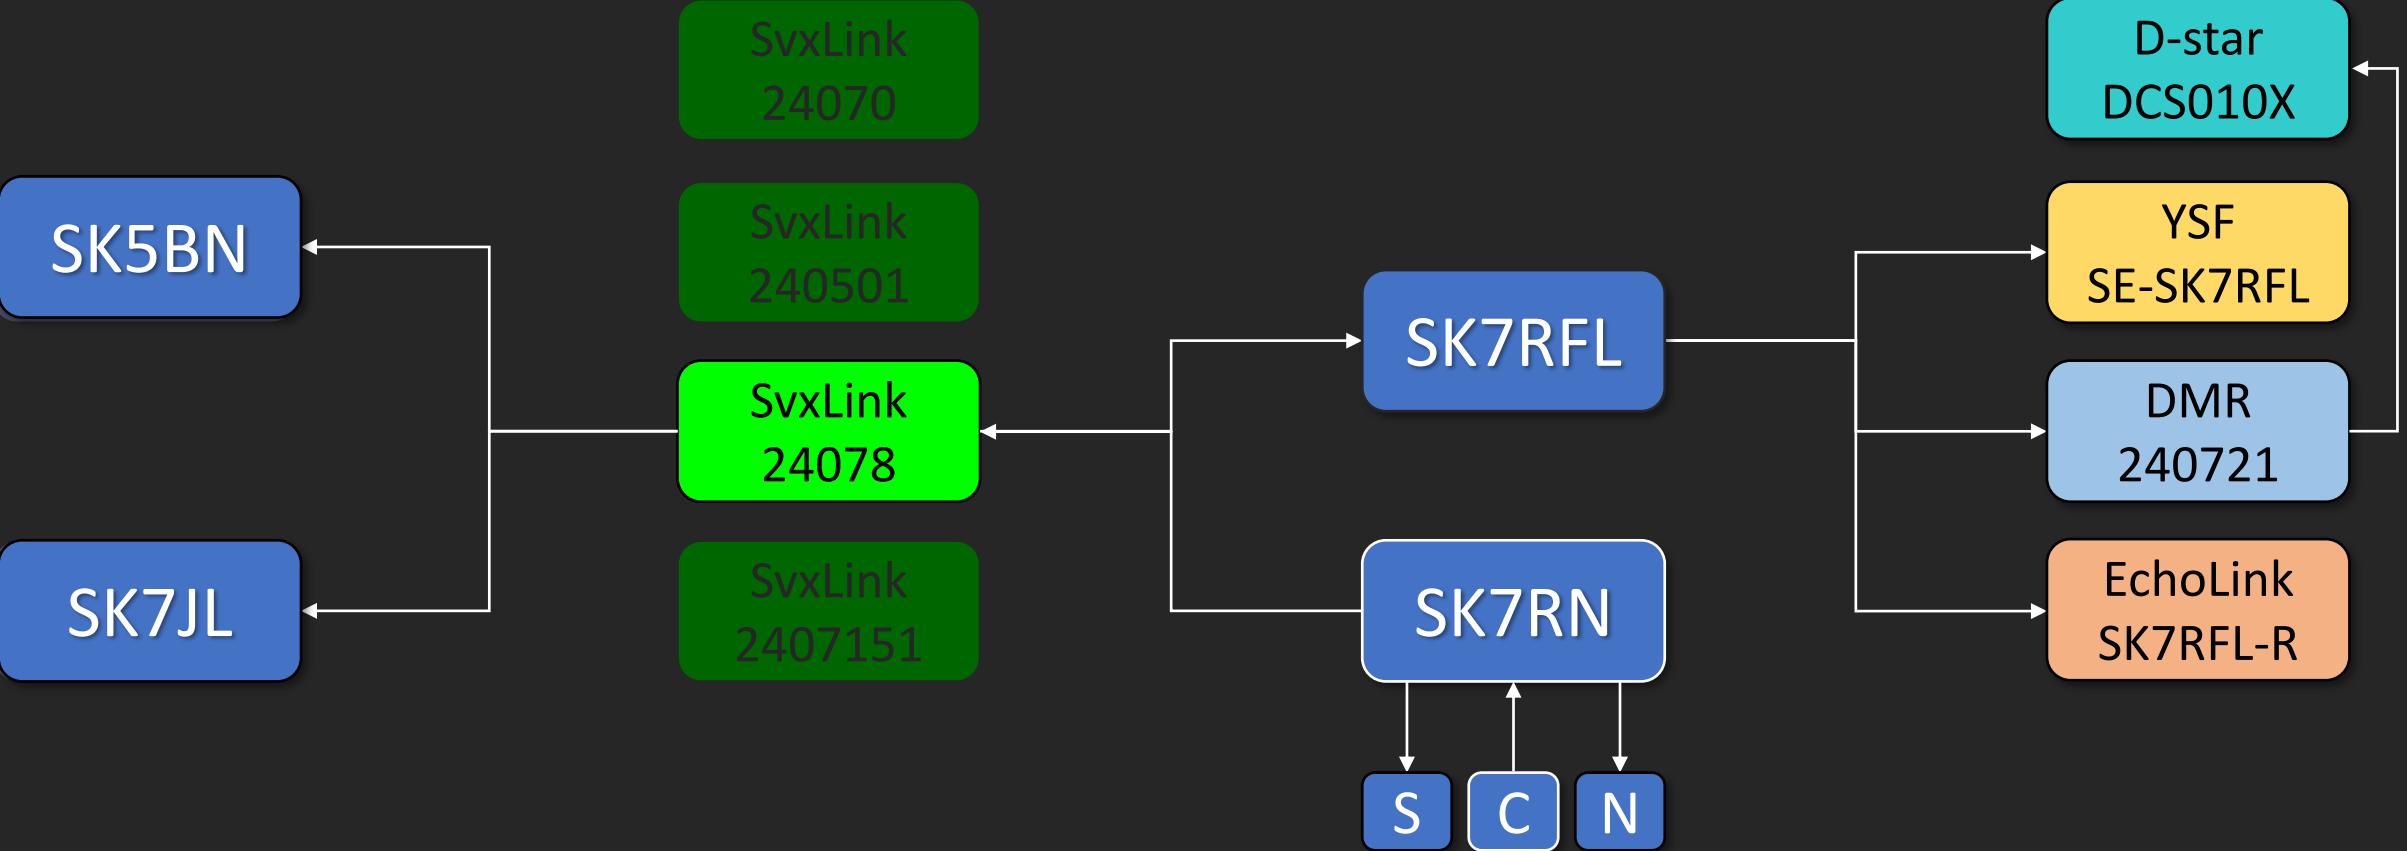 SvxLink
24070
D-star
DCS010X
SK5BN
SvxLink
240501
YSF
SE-SK7RFL
SK7RFL
SvxLink
24078
DMR
240721
SK7JL
SvxLink
2407151
SK7RN
EchoLink
SK7RFL-R
S
C
N